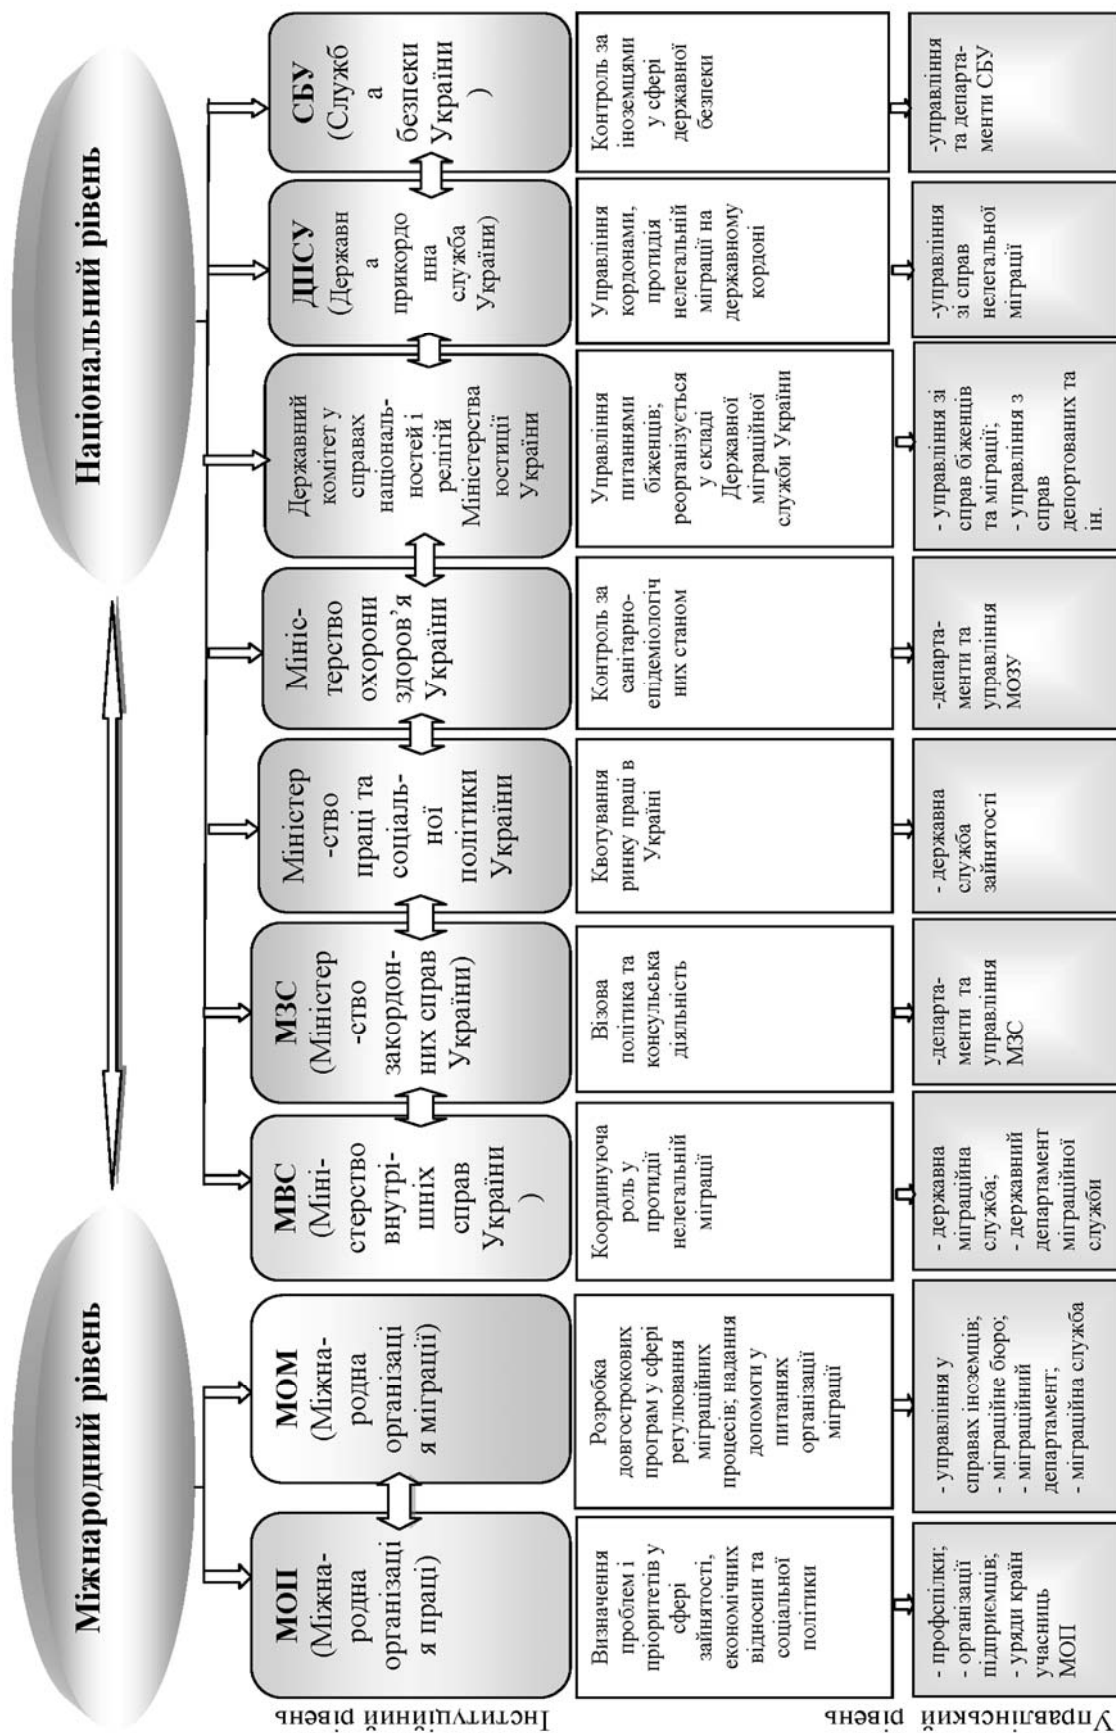 Міжнародний рівень
Національний рівень
Інституційний рівень
МОП
(Міжна-
родна
організаці
я праці)
МОМ
(Міжна-
родна
організаці
я міграції)
МВС
(Міні-
стерство
внутрі-
шніх
справ
України
)
МЗС
(Міністер
-ство
закордон-
них справ
України)
Міністер
-ство
праці та
соціаль-
ної
політики
України
Мініс-
терство
охорони
здоров’я
України
Державний
комітет у
справах
національ-
ностей і
релігій
Міністерства
юстиції
України
ДПСУ
(Державн
а
прикордо
нна
служба
України)
СБУ
(Служб
а
безпеки
України
)
Визначення
проблем і
пріоритетів у
сфері
зайнятості,
економічних
відносин та
соціальної
політики
Розробка
довгострокових
програм у сфері
регулювання
міграційних
процесів; надання
допомоги у
питаннях
організації
міграції
Координуюча
роль у
протидії
нелегальній
міграції
Візова
політика та
консульська
діяльність
Квотування
ринку праці в
Україні
Контроль за
санітарно-
епідеміологіч
них станом
Управління
питаннями
біженців;
реорганізується
у складі
Державної
міграційної
служби України
Управління
кордонами,
протидія
нелегальній
міграції на
державному
кордоні
Контроль за
іноземцями
у сфері
державної
безпеки
Управлінський рівень
- профспілки;
- організації
підприємців;
- уряди країн
учасниць
МОП
- управління у
справах іноземців;
- міграційне бюро;
- міграційний
департамент;
- міграційна служба
- державна
міграційна
служба;
- державний
департамент
міграційної
служби
-департа-
менти та
управління
МЗС
- державна
служба
зайнятості
-департа-
менти та
управління
МОЗУ
- управління зі
справ біженців
та міграції;
- управління з
справ
депортованих та
ін.
-управління
зі справ
нелегальної
міграції
-управління
та департа-
менти СБУ